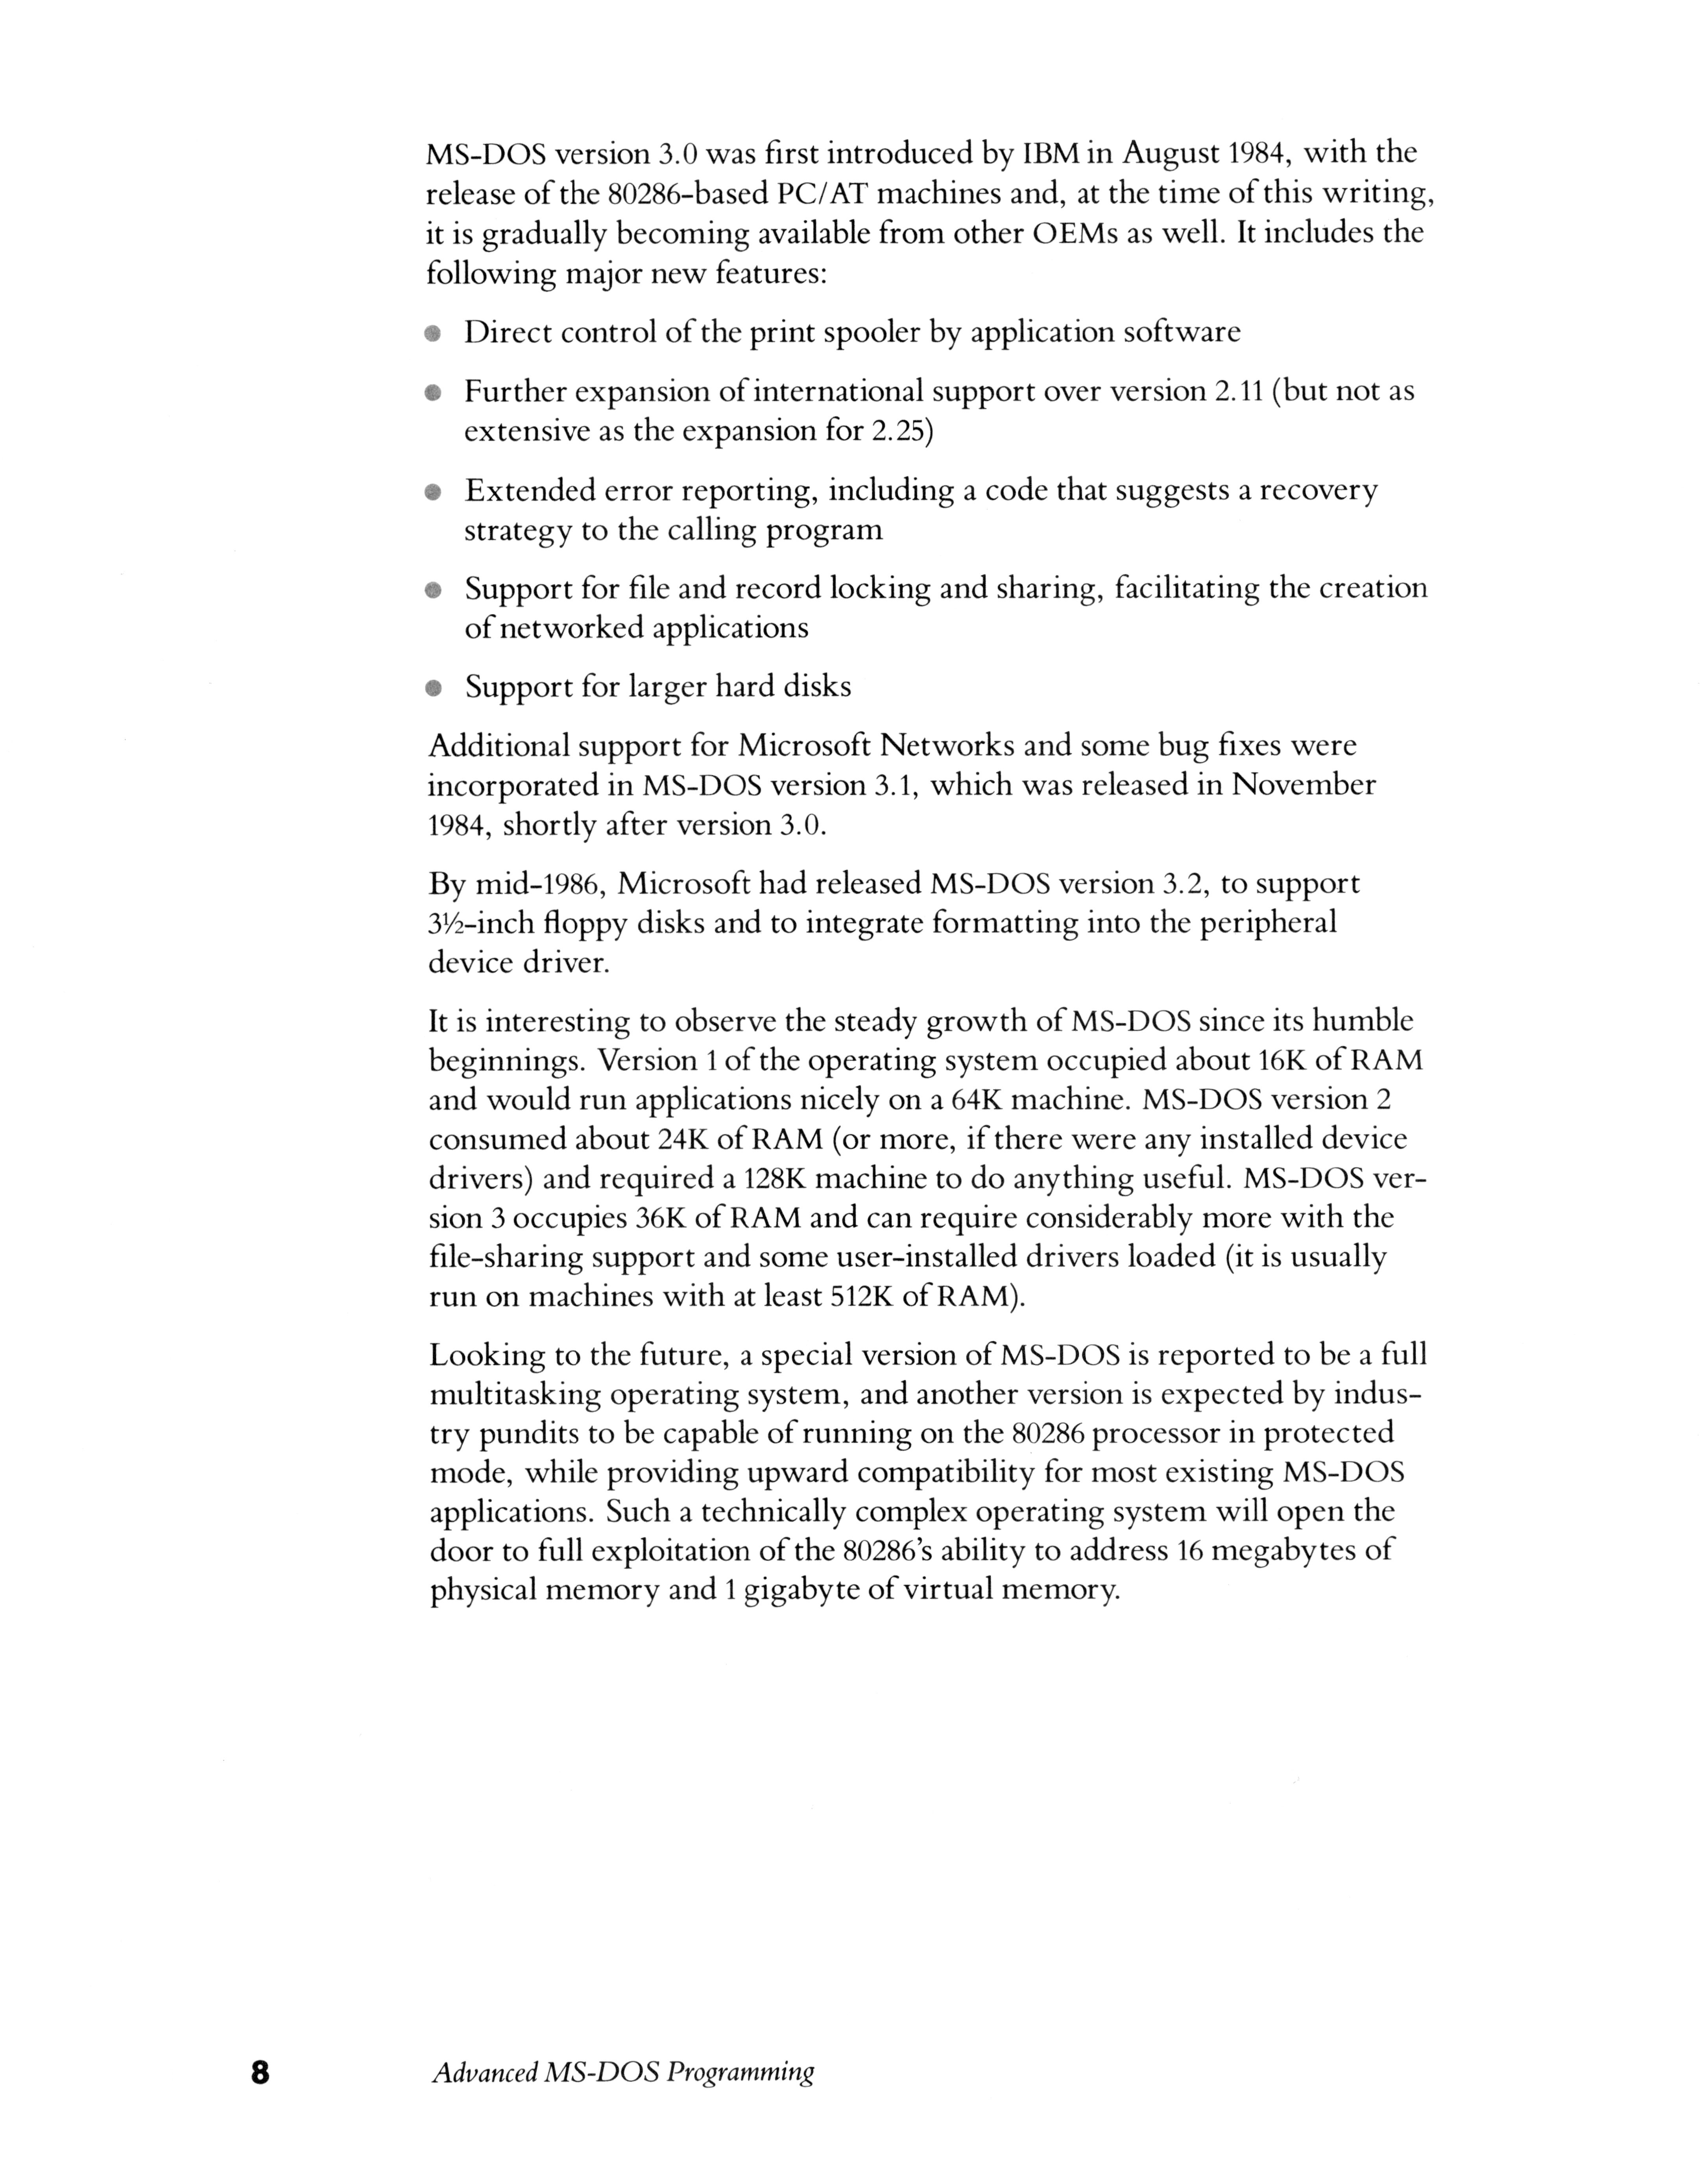 MS-DOS version 3.0 was first introduced by IBM in August 1984, with the
release of the 80286-based PC/AT machines and, at the time of this writing,
it is gradually becoming available from other OEMs as well. It includes the
following major new features:
● Direct control of the print spooler by application software
● Further expansion of international support over version 2.11 (but not as
extensive as the expansion for 2.25)
● Extended error reporting, including a code that suggests a recovery
strategy to the calling program
● Support for file and record locking and sharing, facilitating the creation
of networked applications
● Support for larger hard disks
Additional support for Microsoft Networks and some bug fixes were
incorporated in MS-DOS version 3.1, which was released in November
1984, shortly after version 3.0.
By mid-1986, Microsoft had released MS-DOS version 3.2, to support
3½-inch floppy disks and to integrate formatting into the peripheral
device driver.
It is interesting to observe the steady growth of MS-DOS since its humble
beginnings. Version 1 of the operating system occupied about 16K of RAM
and would run applications nicely on a 64K machine. MS-DOS version 2
consumed about 24K of RAM (or more, if there were any installed device
drivers) and required a 128K machine to do anything useful. MS-DOS ver-
sion 3 occupies 36K of RAM and can require considerably more with the
file-sharing support and some user-installed drivers loaded (it is usually
run on machines with at least 512K of RAM).
Looking to the future, a special version of MS-DOS is reported to be a full
multitasking operating system, and another version is expected by indus-
try pundits to be capable of running on the 80286 processor in protected
mode, while providing upward compatibility for most existing MS-DOS
applications. Such a technically complex operating system will open the
door to full exploitation of the 80286's ability to address 16 megabytes of
physical memory and 1 gigabyte of virtual memory.
8 Advanced MS-DOS Programming